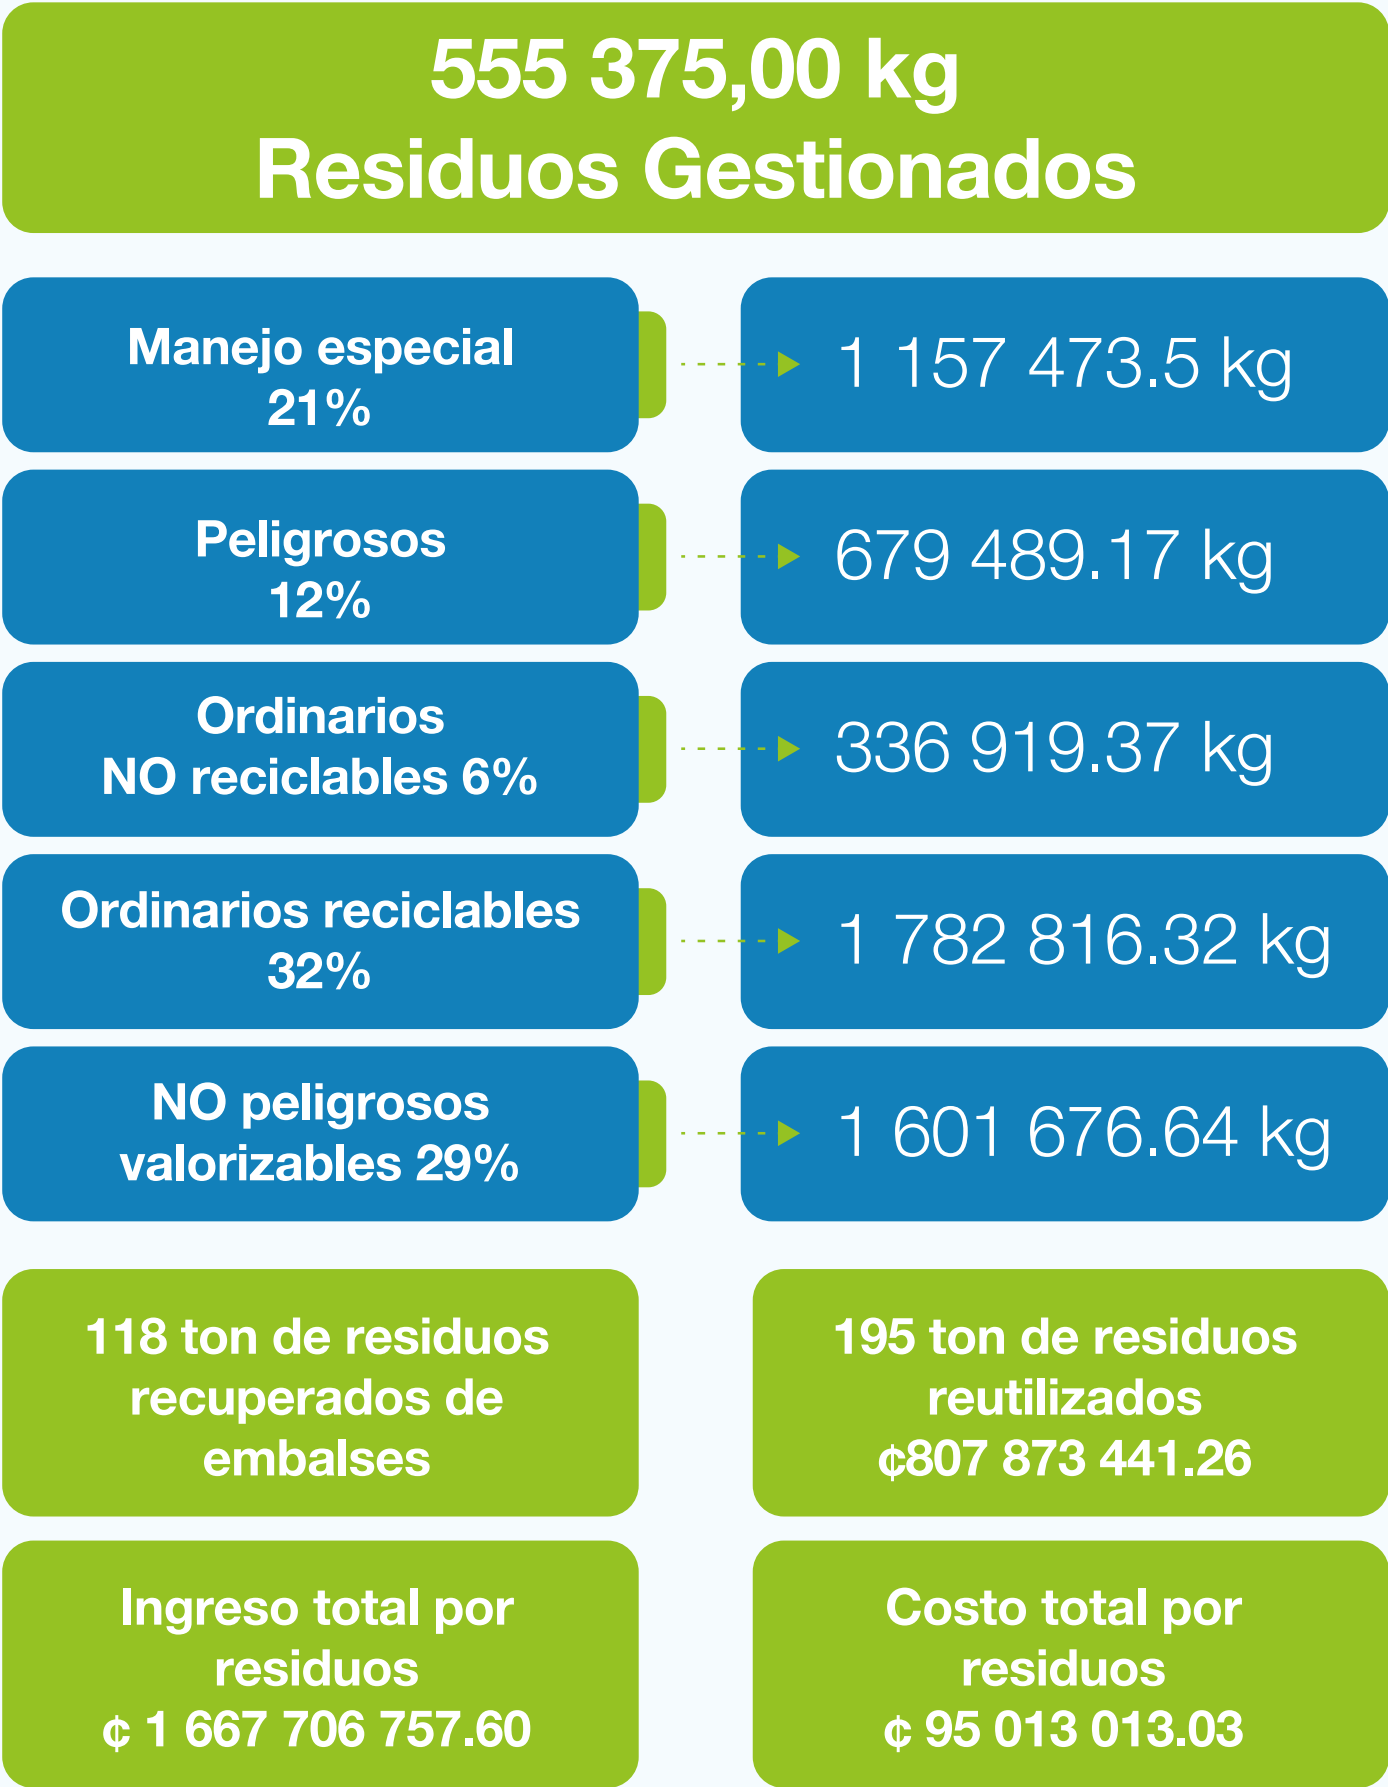 555 375,00 kg
Residuos Gestionados
Manejo especial
21%
1 157 473.5 kg
Peligrosos
12%
679 489.17 kg
Ordinarios
NO reciclables 6%
336 919.37 kg
Ordinarios reciclables
32%
1 782 816.32 kg
NO peligrosos
valorizables 29%
1 601 676.64 kg
118 ton de residuos
recuperados de
embalses
195 ton de residuos
reutilizados
¢807 873 441.26
Ingreso total por
residuos
¢ 1 667 706 757.60
Costo total por
residuos
¢ 95 013 013.03